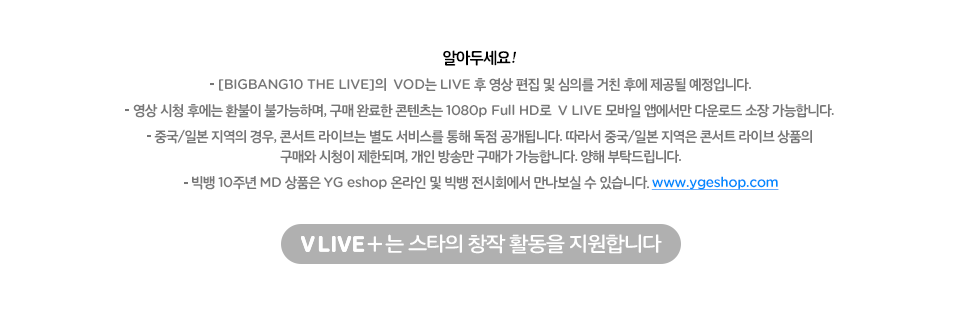 알아두세요!
- [BIGBANG10 THE LIVE]의 VOD는 LIVE 후 영상 편집 및 심의를 거친 후에 제공될 예정입니다.
- 영상 시청 후에는 환불이 불가능하며, 구매 완료한 콘텐츠는 1080p Full HD로 V LIVE 모바일 앱에서만 다운로드 소장 가능합니다.
- 중국/일본 지역의 경우, 콘서트 라이브는 별도 서비스를 통해 독점 공개됩니다. 따라서 중국/일본 지역은 콘서트 라이브 상품의
구매와 시청이 제한되며, 개인 방송만 구매가 가능합니다. 양해 부탁드립니다.
- 빅뱅 10주년 MD 상품은 YG eshop 온라인 및 빅뱅 전시회에서 만나보실 수 있습니다. www.ygeshop.com
V LIVE+는 스타의 창작 활동을 지원합니다